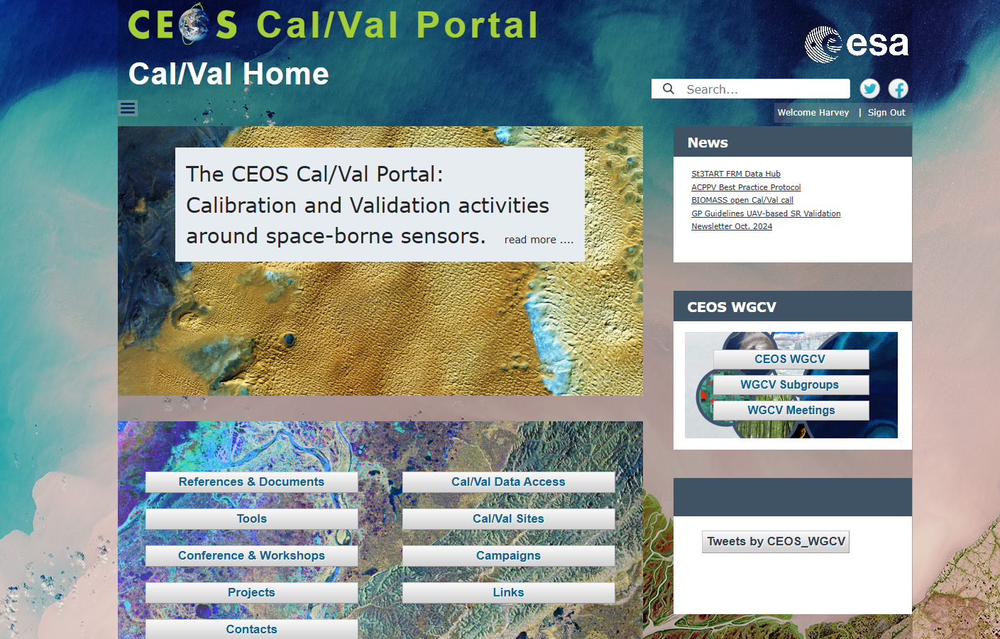 CEOS Cal/Val Portal
esa
Cal/Val Home
Search...
Welcome Harvey | Sign Out
The CEOS Cal/Val Portal:
Calibration and Validation activities
around space-borne sensors. read more ....
News
St3TART FRM Data Hub
ACPPV Best Practice Protocol
BIOMASS open Cal/Val call
GP Guidelines UAV-based SR Validation
Newsletter Oct. 2024
CEOS WGCV
CEOS WGCV
WGCV Subgroups
WGCV Meetings
References & Documents
Cal/Val Data Access
Tools
Cal/Val Sites
Conference & Workshops
Campaigns
Projects
Links
Contacts
Tweets by CEOS_WGCV